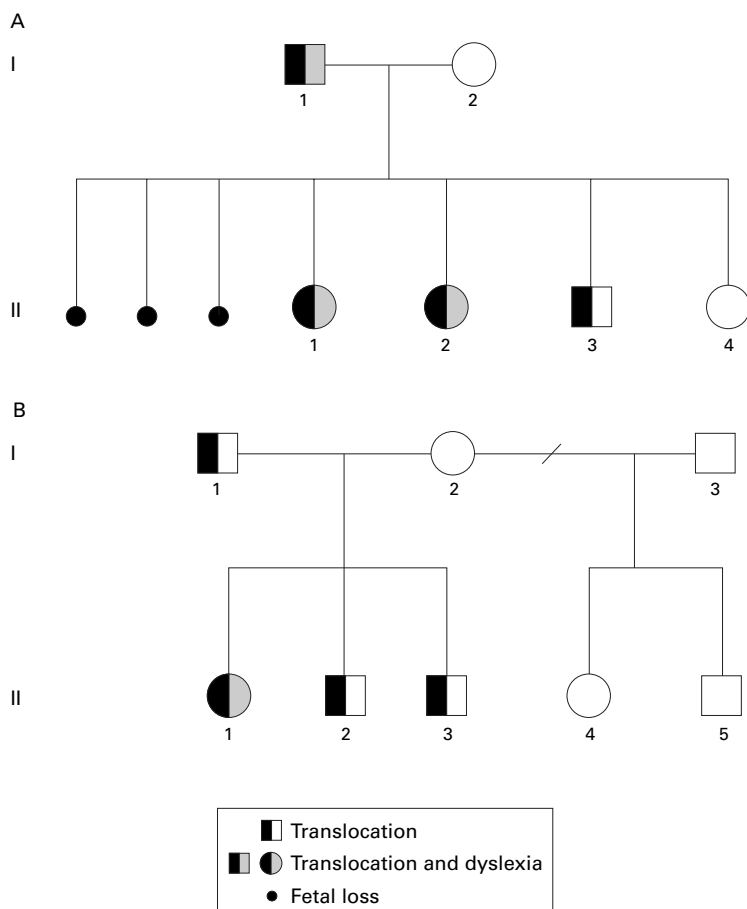 A
I
1 2
II
1 2 3 4
B
I
1 2 3
II
1 2 3 4 5
Translocation
Translocation and dyslexia
Fetal loss